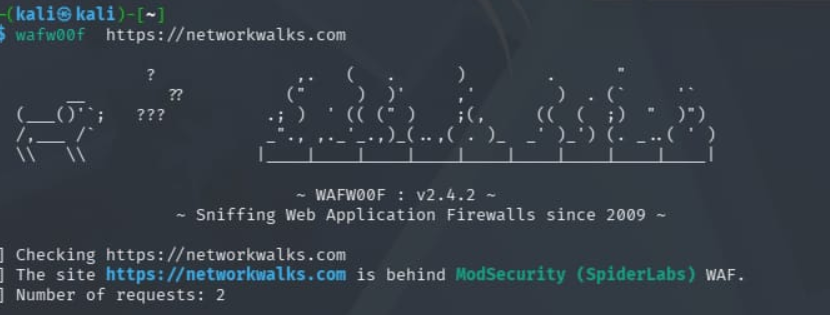 -(kali㉿kali)-[~]
$ wafw00f https://networkwalks.com
?
??
???
~ WAFW00F : v2.4.2 ~
~ Sniffing Web Application Firewalls since 2009 ~
] Checking https://networkwalks.com
] The site https://networkwalks.com is behind ModSecurity (SpiderLabs) WAF.
] Number of requests: 2